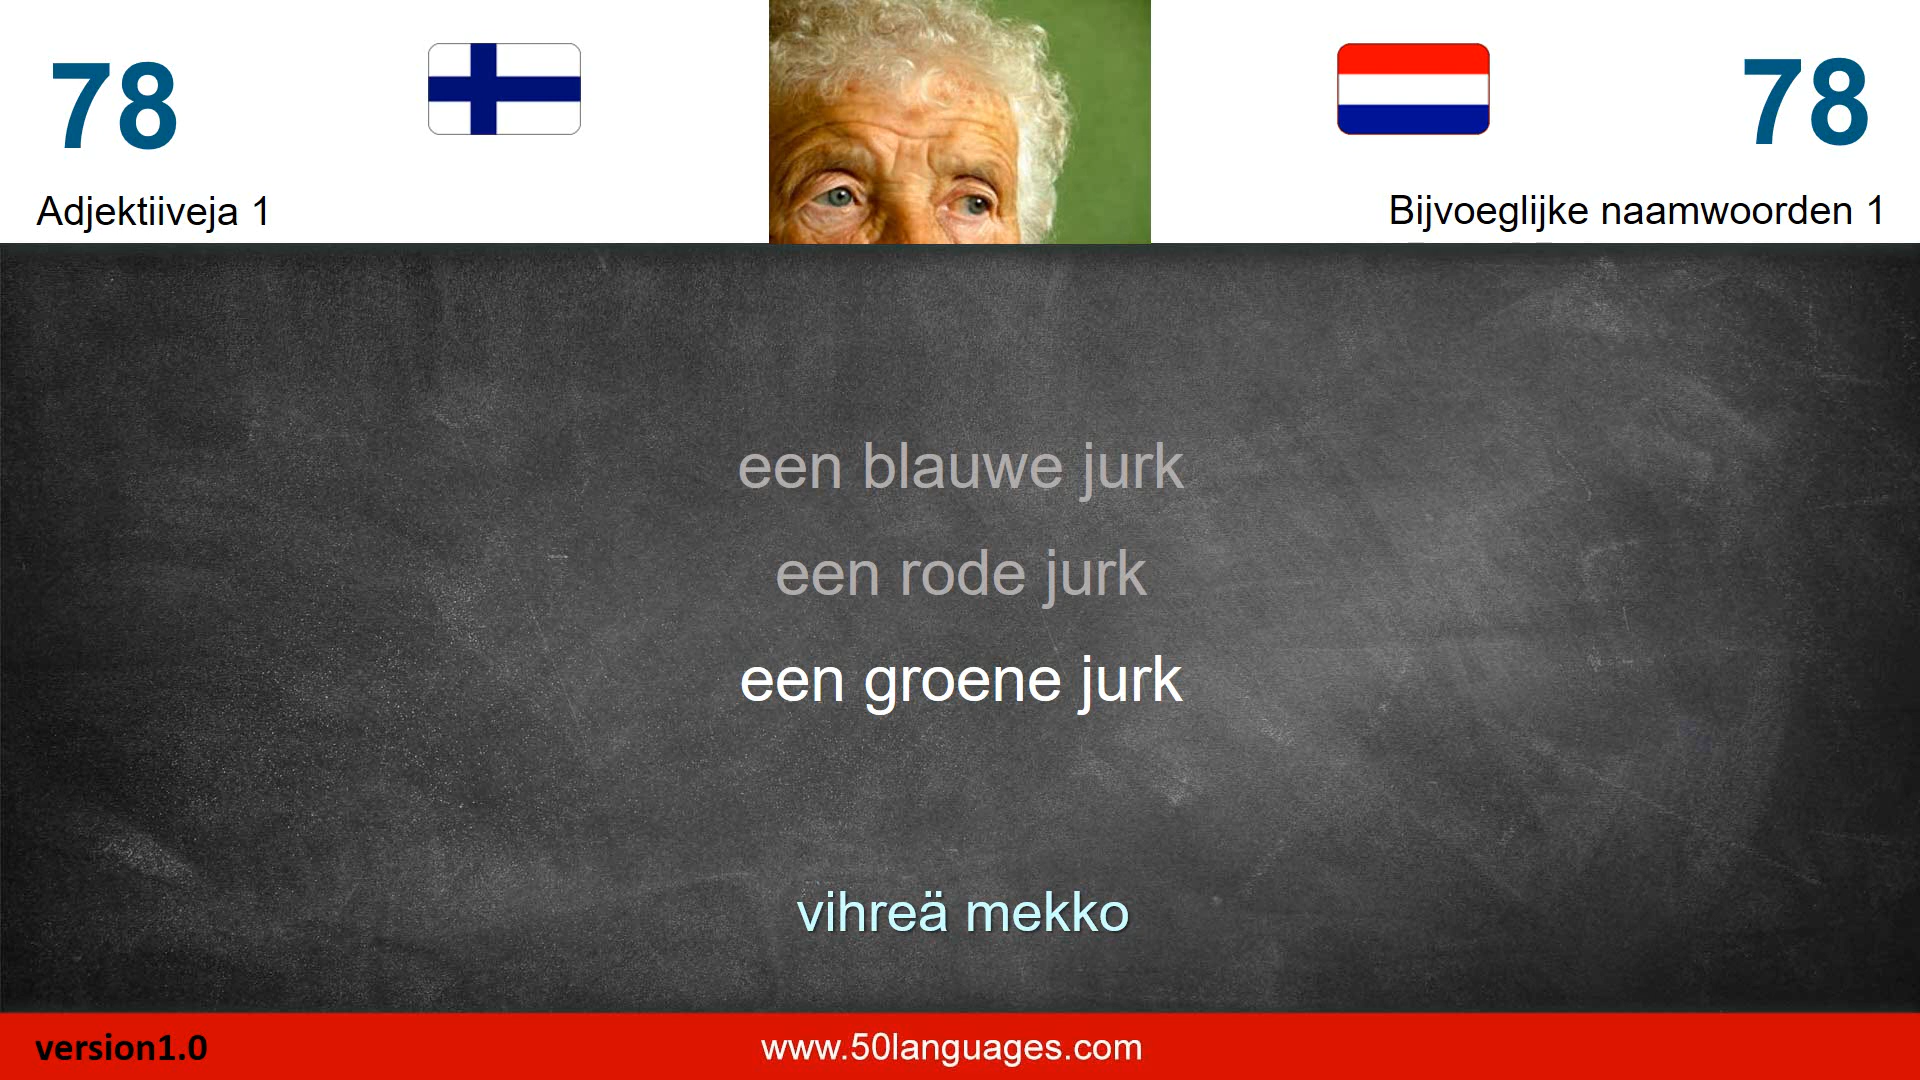 78
78
Adjektiiveja 1
Bijvoeglijke naamwoorden 1
een blauwe jurk
een rode jurk
een groene jurk
vihreä mekko
version1.0
www.50languages.com